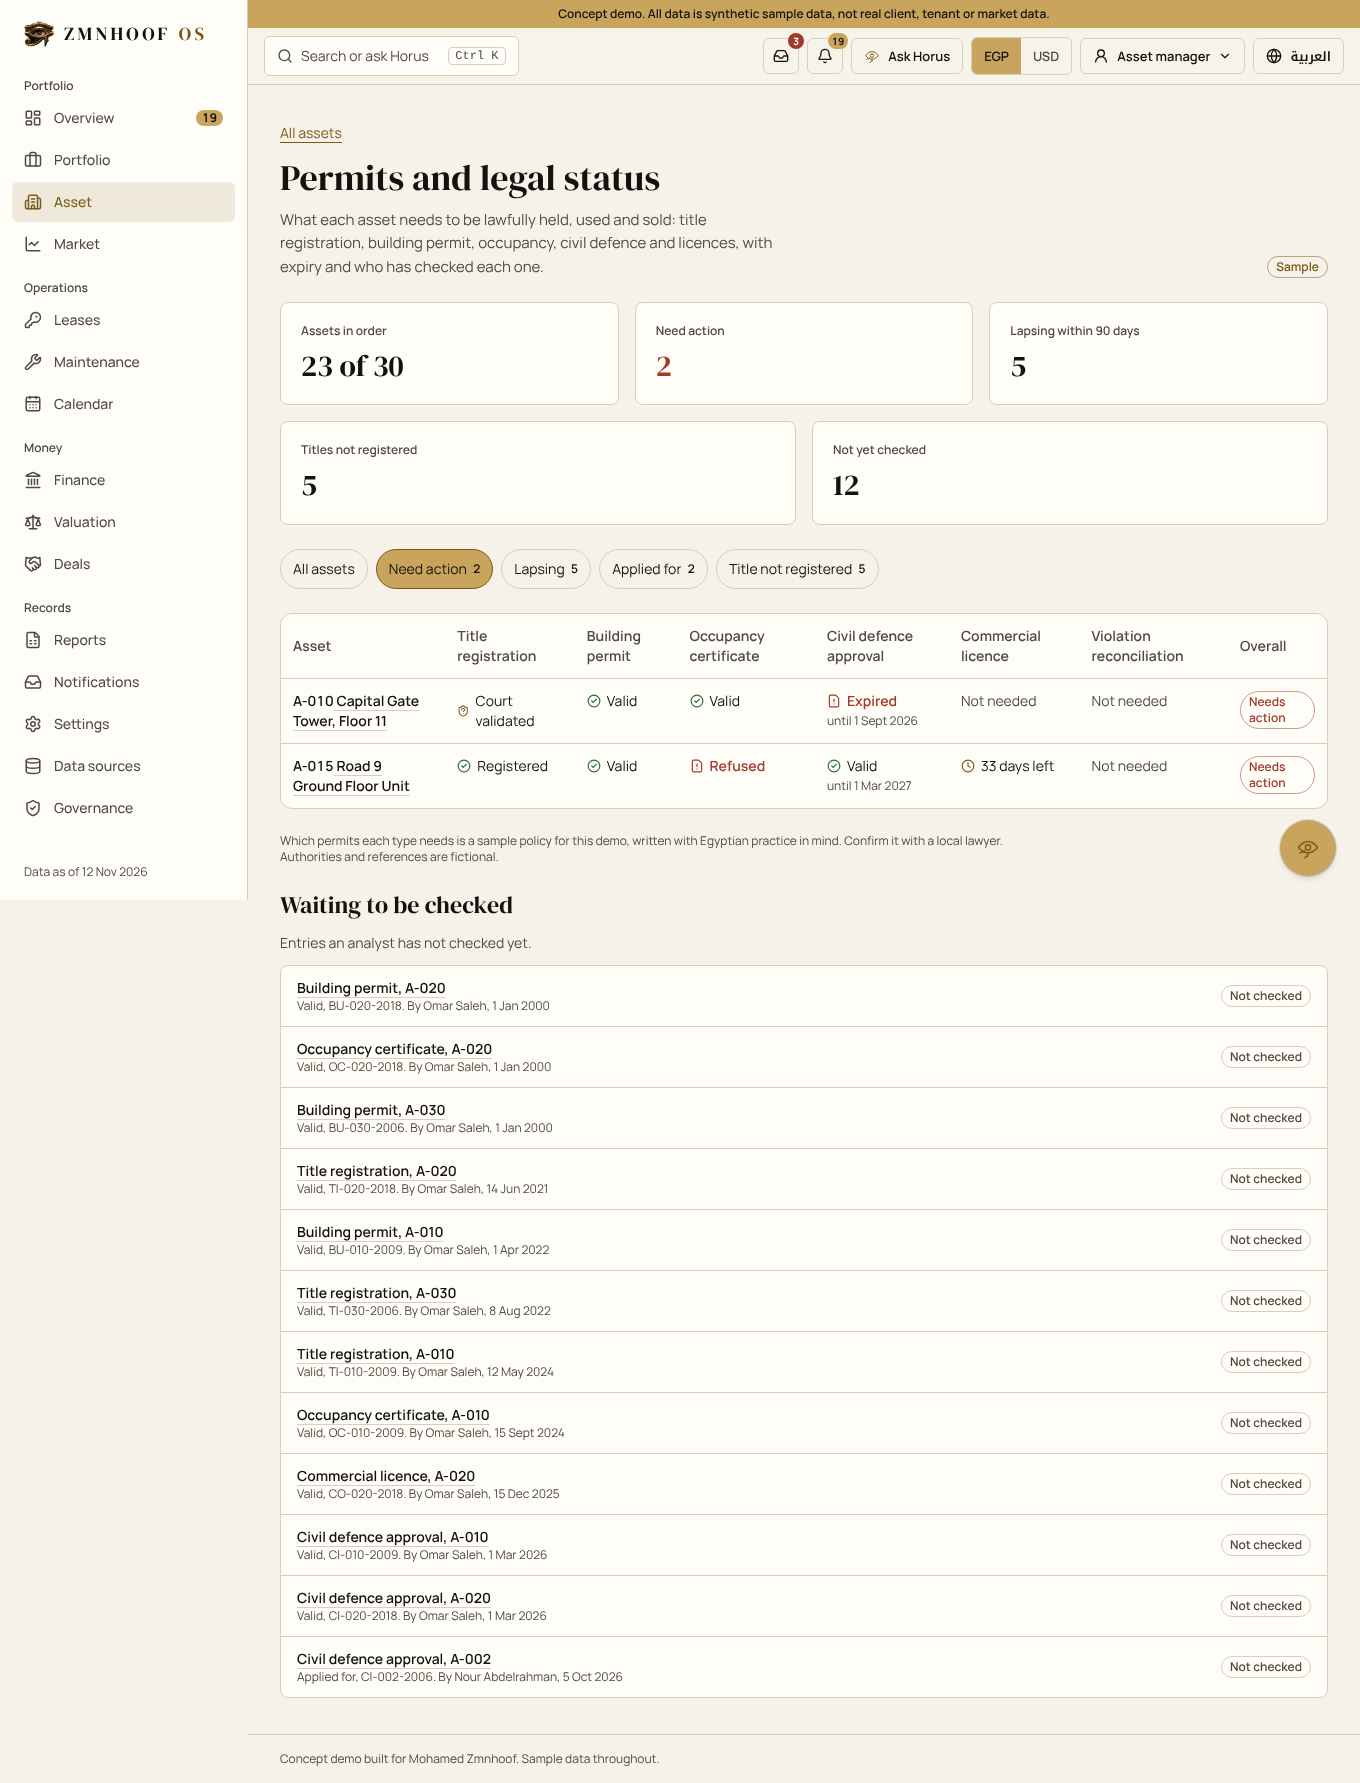 Concept demo. All data is synthetic sample data, not real client, tenant or market data.
ZMNHOOF OS
Search or ask Horus
Ctrl K
3
19
Ask Horus
EGP
USD
Asset manager
العربية
Portfolio
Overview
19
Portfolio
Asset
Market
Operations
Leases
Maintenance
Calendar
Money
Finance
Valuation
Deals
Records
Reports
Notifications
Settings
Data sources
Governance
Data as of 12 Nov 2026
All assets
Permits and legal status
What each asset needs to be lawfully held, used and sold: title
registration, building permit, occupancy, civil defence and licences, with
expiry and who has checked each one.
Sample
Assets in order
23 of 30
Need action
2
Lapsing within 90 days
5
Titles not registered
5
Not yet checked
12
All assets
Need action 2
Lapsing 5
Applied for 2
Title not registered 5
Asset
Title
registration
Building
permit
Occupancy
certificate
Civil defence
approval
Commercial
licence
Violation
reconciliation
Overall
A-010 Capital Gate
Tower, Floor 11
Court
validated
Valid
Valid
Expired
until 1 Sept 2026
Not needed
Not needed
Needs
action
A-015 Road 9
Ground Floor Unit
Registered
Valid
Refused
Valid
until 1 Mar 2027
33 days left
Not needed
Needs
action
Which permits each type needs is a sample policy for this demo, written with Egyptian practice in mind. Confirm it with a local lawyer.
Authorities and references are fictional.
Waiting to be checked
Entries an analyst has not checked yet.
Building permit, A-020
Valid, BU-020-2018. By Omar Saleh, 1 Jan 2000
Not checked
Occupancy certificate, A-020
Valid, OC-020-2018. By Omar Saleh, 1 Jan 2000
Not checked
Building permit, A-030
Valid, BU-030-2006. By Omar Saleh, 1 Jan 2000
Not checked
Title registration, A-020
Valid, TI-020-2018. By Omar Saleh, 14 Jun 2021
Not checked
Building permit, A-010
Valid, BU-010-2009. By Omar Saleh, 1 Apr 2022
Not checked
Title registration, A-030
Valid, TI-030-2006. By Omar Saleh, 8 Aug 2022
Not checked
Title registration, A-010
Valid, TI-010-2009. By Omar Saleh, 12 May 2024
Not checked
Occupancy certificate, A-010
Valid, OC-010-2009. By Omar Saleh, 15 Sept 2024
Not checked
Commercial licence, A-020
Valid, CO-020-2018. By Omar Saleh, 15 Dec 2025
Not checked
Civil defence approval, A-010
Valid, CI-010-2009. By Omar Saleh, 1 Mar 2026
Not checked
Civil defence approval, A-020
Valid, CI-020-2018. By Omar Saleh, 1 Mar 2026
Not checked
Civil defence approval, A-002
Applied for, CI-002-2006. By Nour Abdelrahman, 5 Oct 2026
Not checked
Concept demo built for Mohamed Zmnhoof. Sample data throughout.